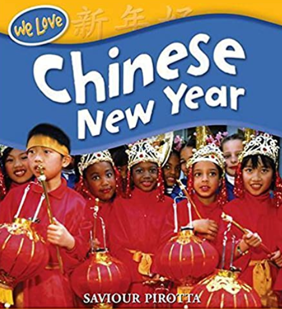 We Love
新年好
Chinese
New Year
SAVIOUR PIROTTA